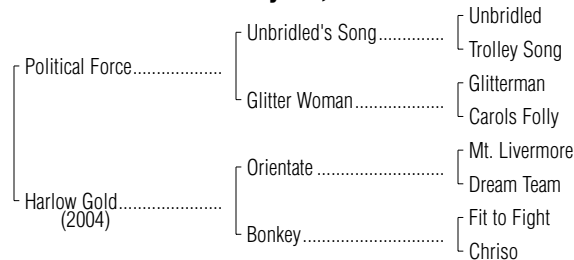 Unbridled
Unbridled's Song
Trolley Song
Political Force
Glitterman
Glitter Woman
Carols Folly
Mt. Livermore
Orientate
Dream Team
Harlow Gold
(2004)
Fit to Fight
Bonkey
Chriso